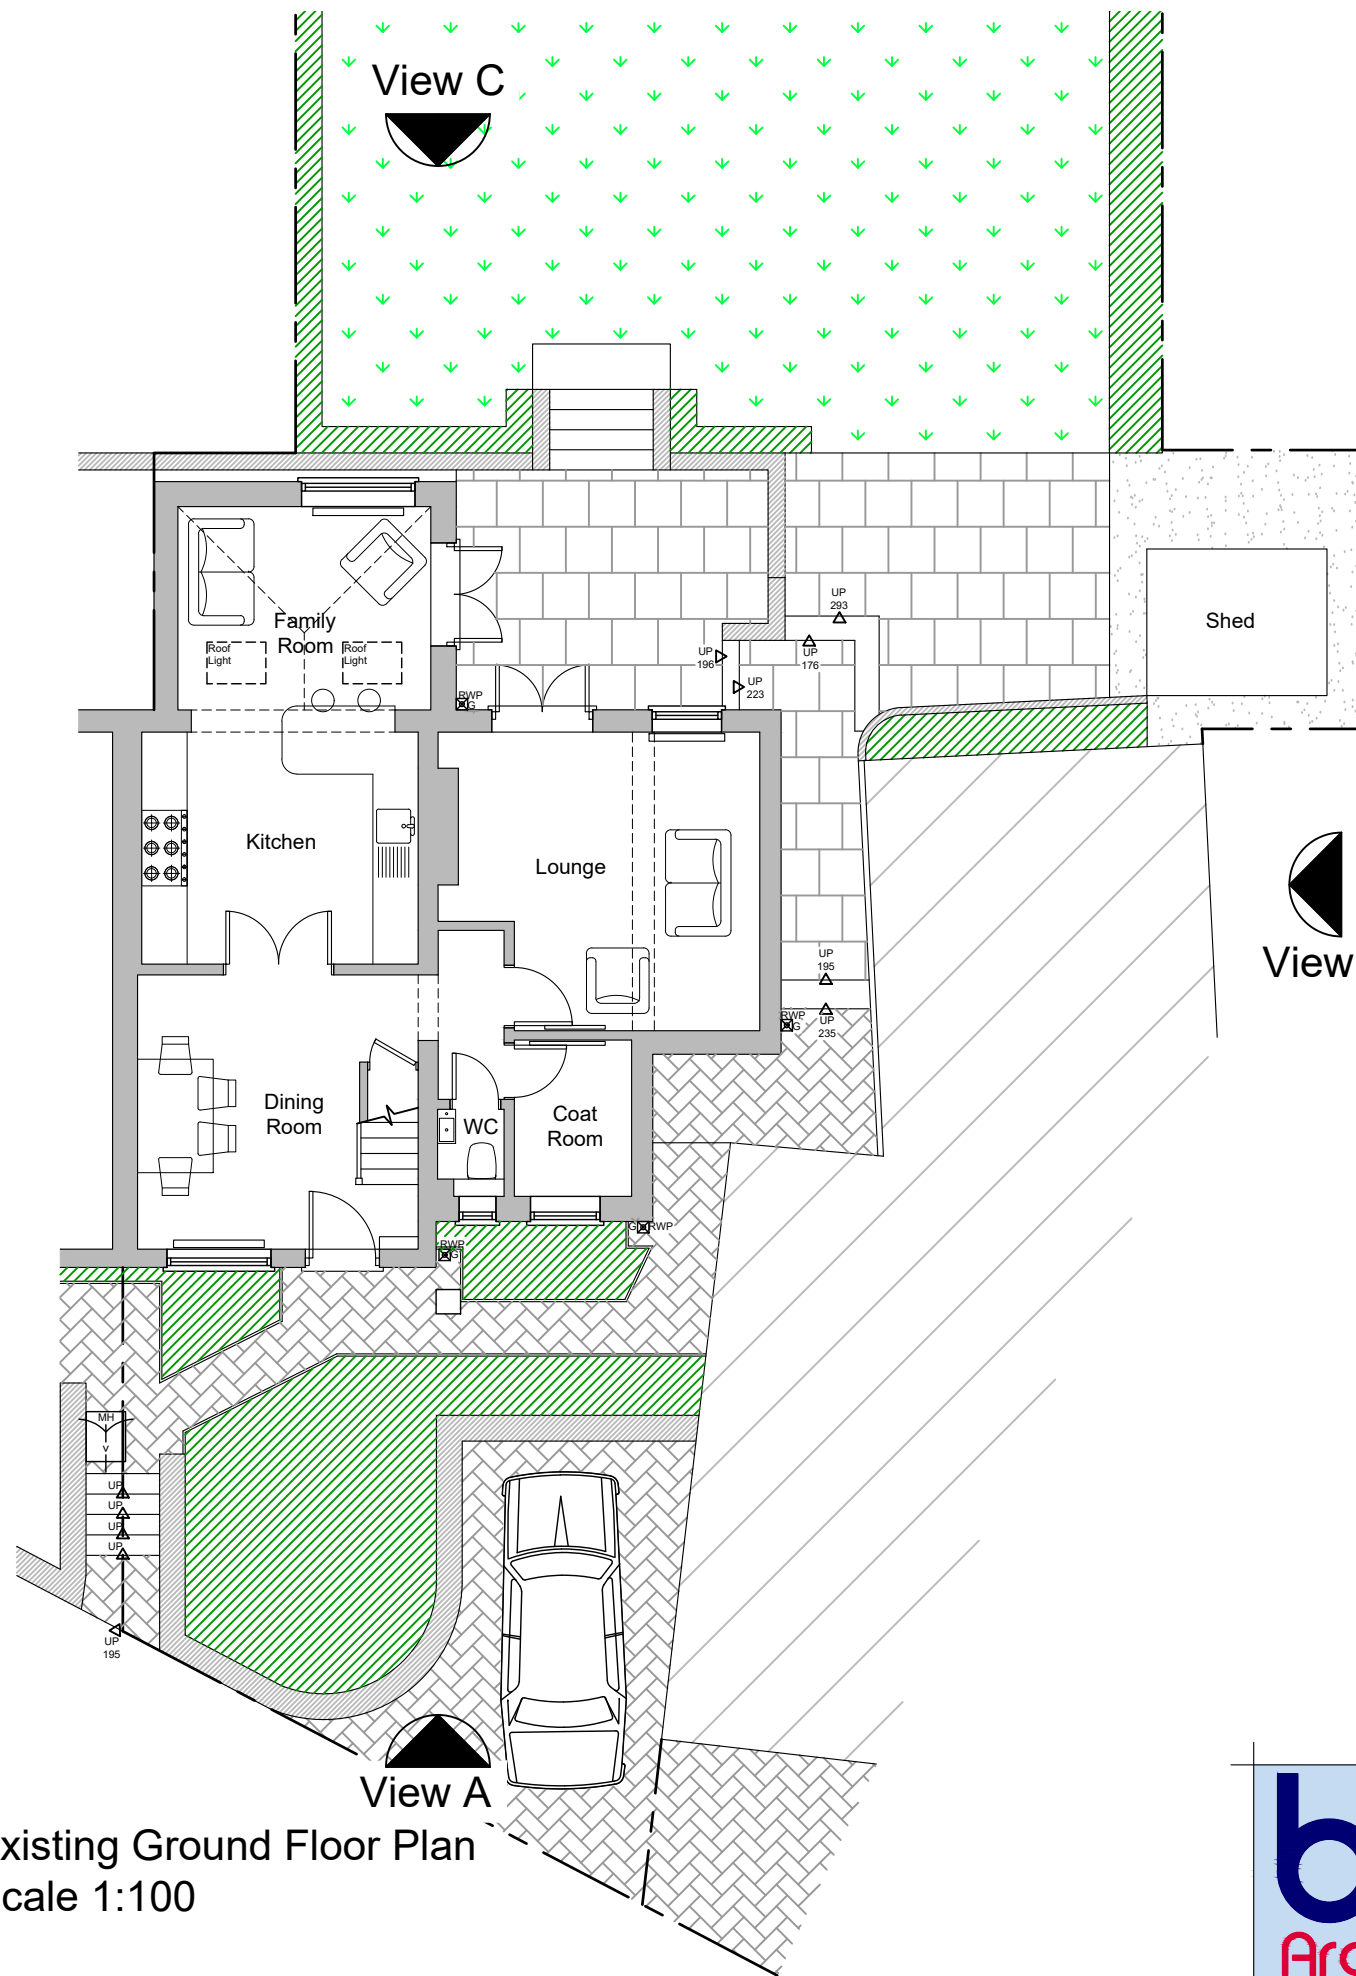 View C
UP
293
Shed
Family
Room
Roof
Light
Roof
Light
UP
196
UP
176
UP
223
RWP
G
Kitchen
Lounge
View
UP
195
RWP
G
UP
235
Dining
Room
WC
Coat
Room
G
RWP
RWP
G
MH
v
UP
UP
UP
UP
UP
195
View A
xisting Ground Floor Plan
cale 1:100
b
Arc